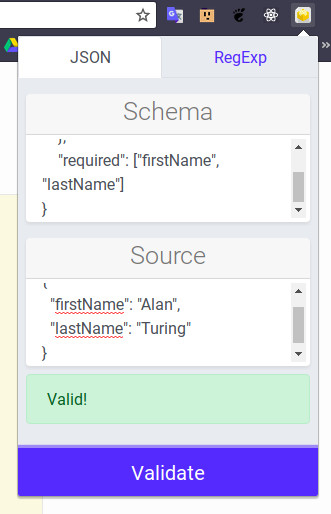 JSON
RegExp
»
Schema
},
"required": ["firstName",
"lastName"]
}
Source
{
"firstName": "Alan",
"lastName": "Turing"
}
Valid!
Validate